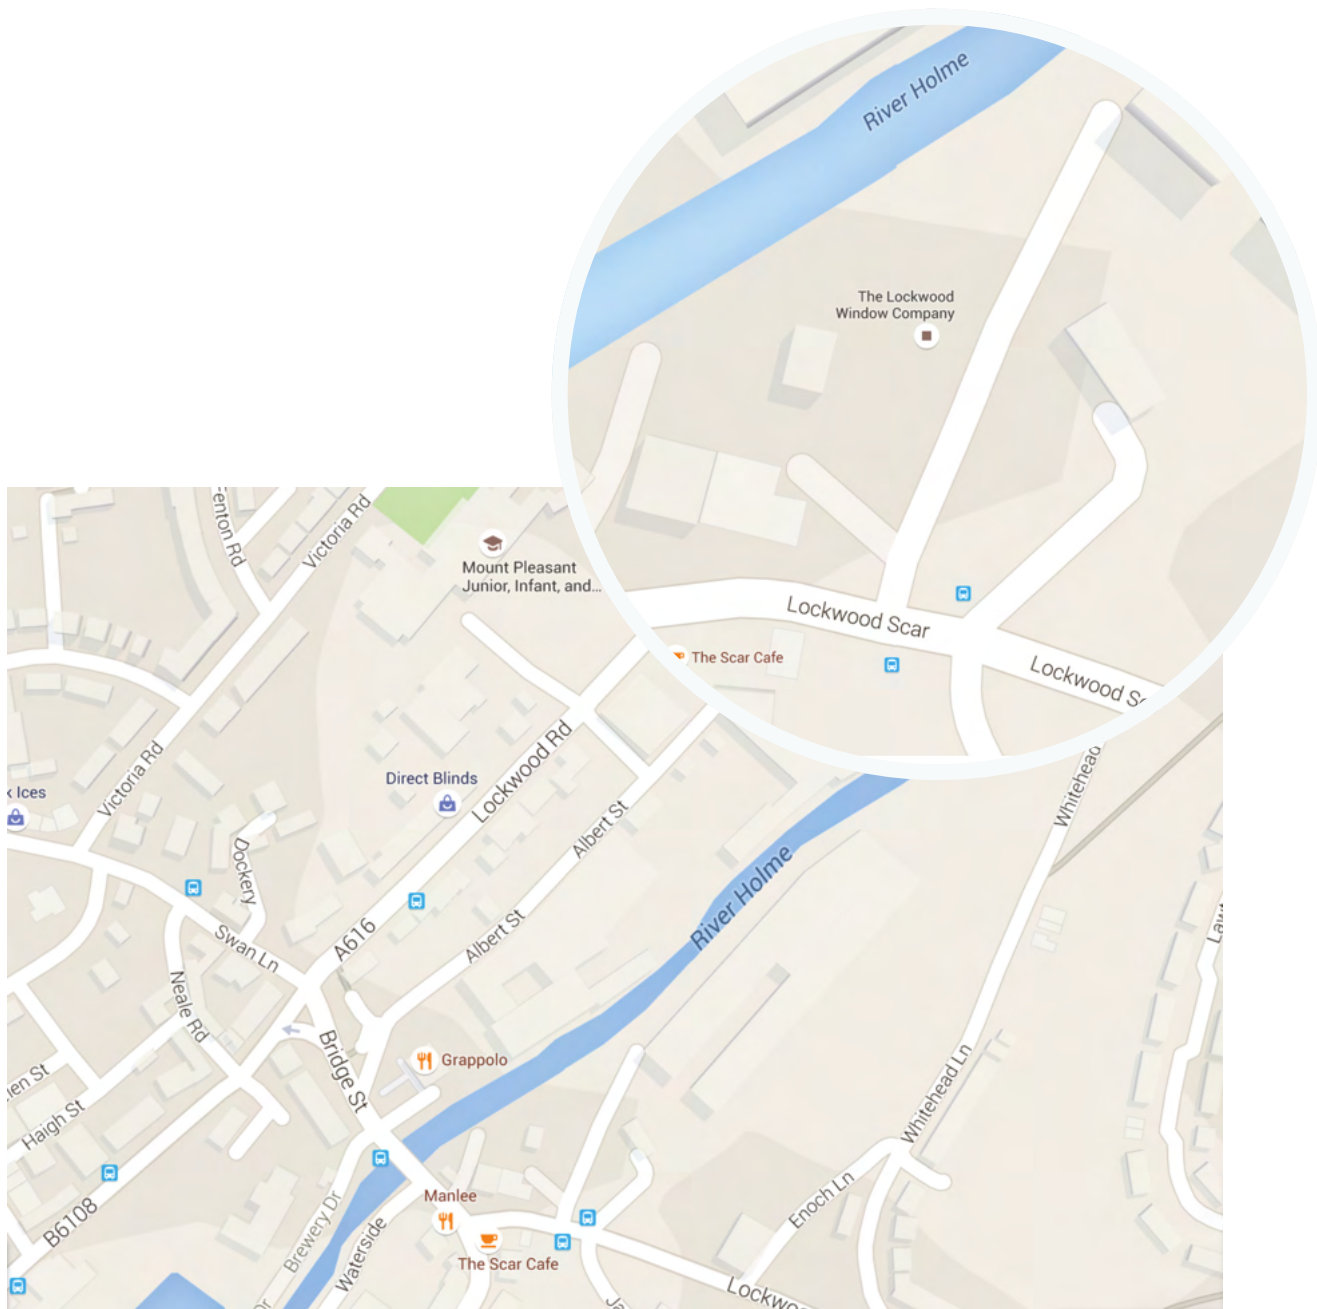 River Holme
The Lockwood
Window Company
Lockwood Scar
The Scar Cafe
Lockwood Sc
Fenton Rd
Victoria Rd
Mount Pleasant
Junior, Infant, and...
Lockwood Rd
Direct Blinds
Victoria Rd
k Ices
Whitehead
Albert St
Dockery
River Holme
Swan Ln
A616
Albert St
Neale Rd
Bridge St
Grappolo
Haigh St
Whitehead Ln
Enoch Ln
Manlee
B6108
Brewery Dr
Waterside
The Scar Cafe
Lockwoo